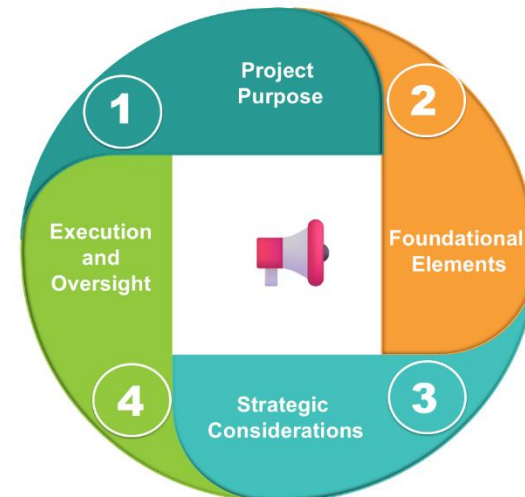 1
Project
Purpose
2
Foundational
Elements
3
Strategic
Considerations
4
Execution
and
Oversight